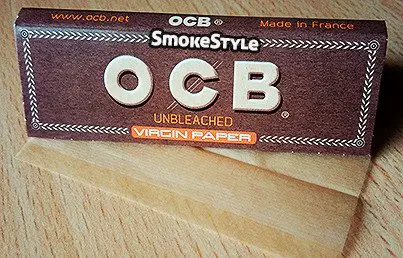 www.ocb.net OCB® Made in France
SMOKESTYLE
OCB®
UNBLEACHED
VIRGIN PAPER